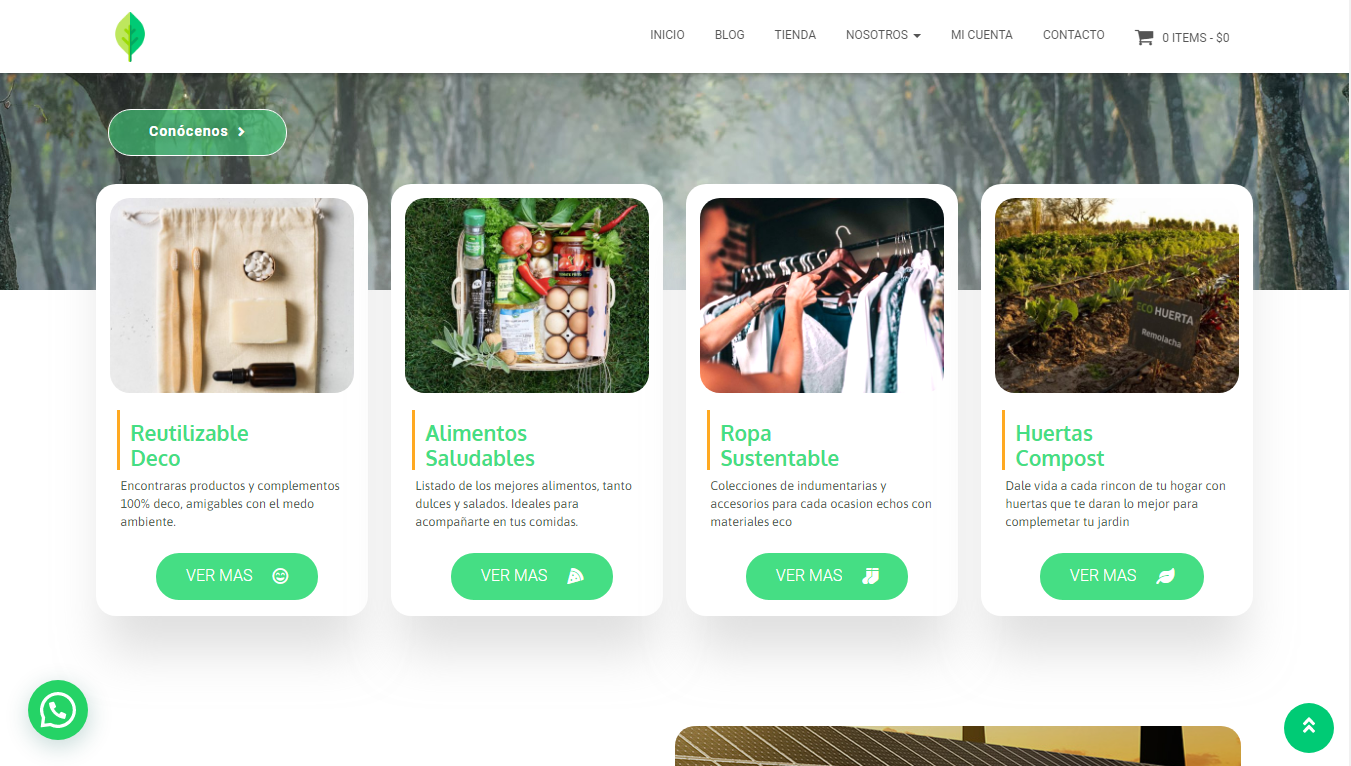 INICIO BLOG TIENDA NOSOTROS MI CUENTA CONTACTO 0 ITEMS - $0
Conócenos
ECO HUERTA
Remolacha
Reutilizable
Deco
Encontraras productos y complementos
100% deco, amigables con el medo
ambiente.
VER MAS
Alimentos
Saludables
Listado de los mejores alimentos, tanto
dulces y salados. Ideales para
acompañarte en tus comidas.
VER MAS
Ropa
Sustentable
Colecciones de indumentarias y
accesorios para cada ocasion echos con
materiales eco
VER MAS
Huertas
Compost
Dale vida a cada rincon de tu hogar con
huertas que te daran lo mejor para
complemetar tu jardin
VER MAS